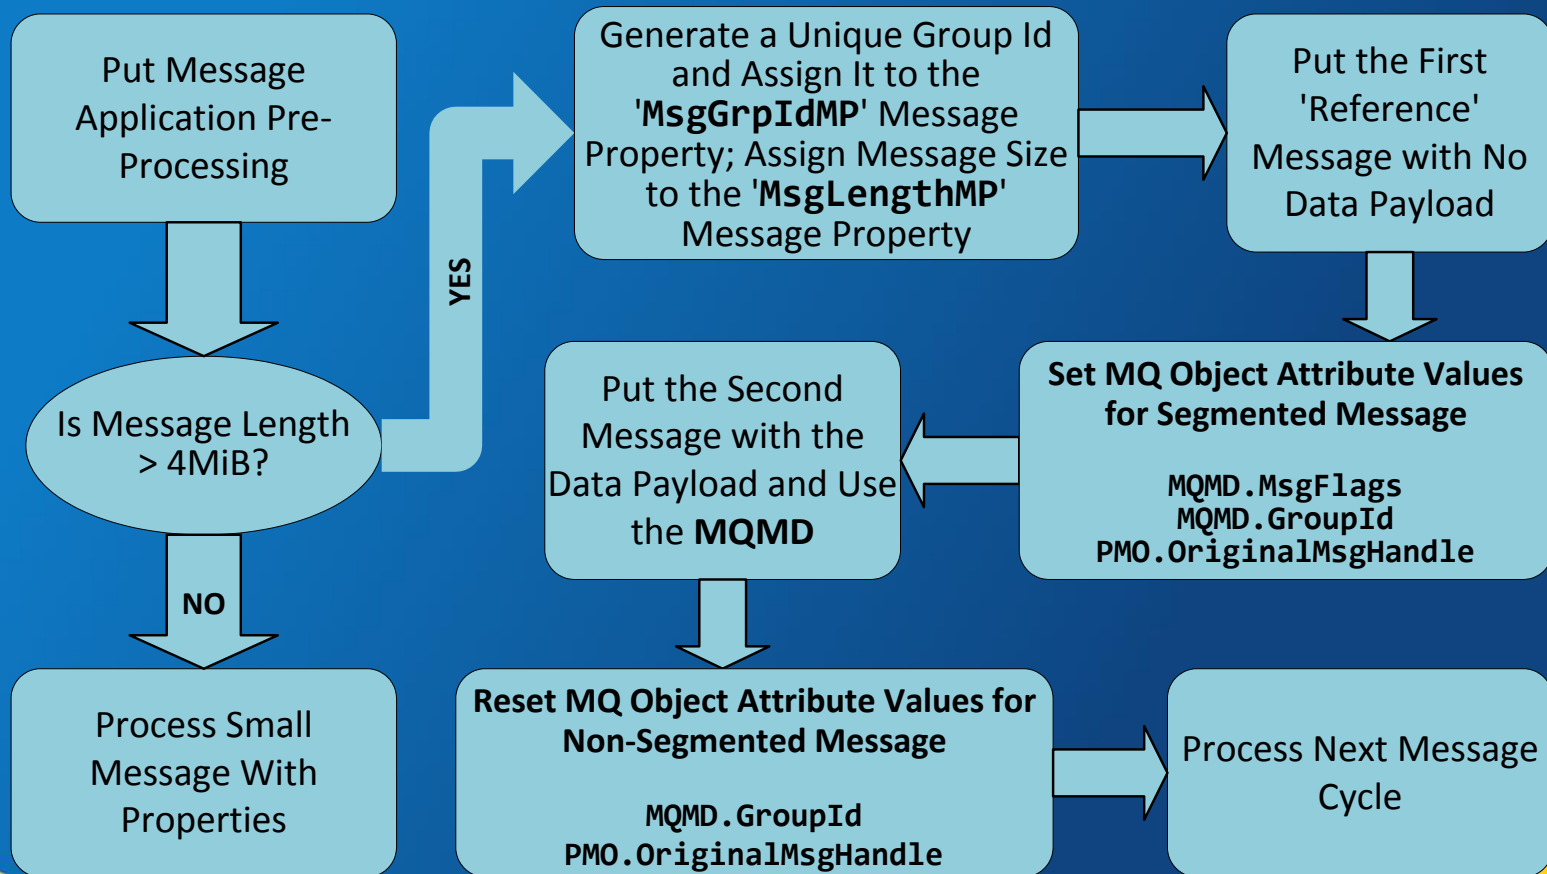 Put Message
Application Pre-
Processing
Is Message Length
> 4MiB?
NO
Process Small
Message With
Properties
YES
Generate a Unique Group Id
and Assign It to the
'MsgGrpIdMP' Message
Property; Assign Message Size
to the 'MsgLengthMP'
Message Property
Put the First
'Reference'
Message with No
Data Payload
Set MQ Object Attribute Values
for Segmented Message
MQMD.MsgFlags
MQMD.GroupId
PMO.OriginalMsgHandle
Put the Second
Message with the
Data Payload and Use
the MQMD
Reset MQ Object Attribute Values for
Non-Segmented Message
MQMD.GroupId
PMO.OriginalMsgHandle
Process Next Message
Cycle